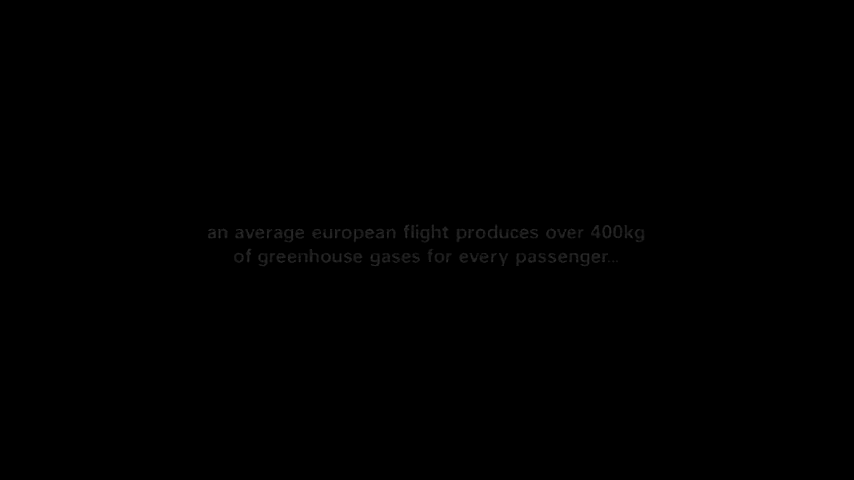 an average european flight produces over 400kg
of greenhouse gases for every passenger...